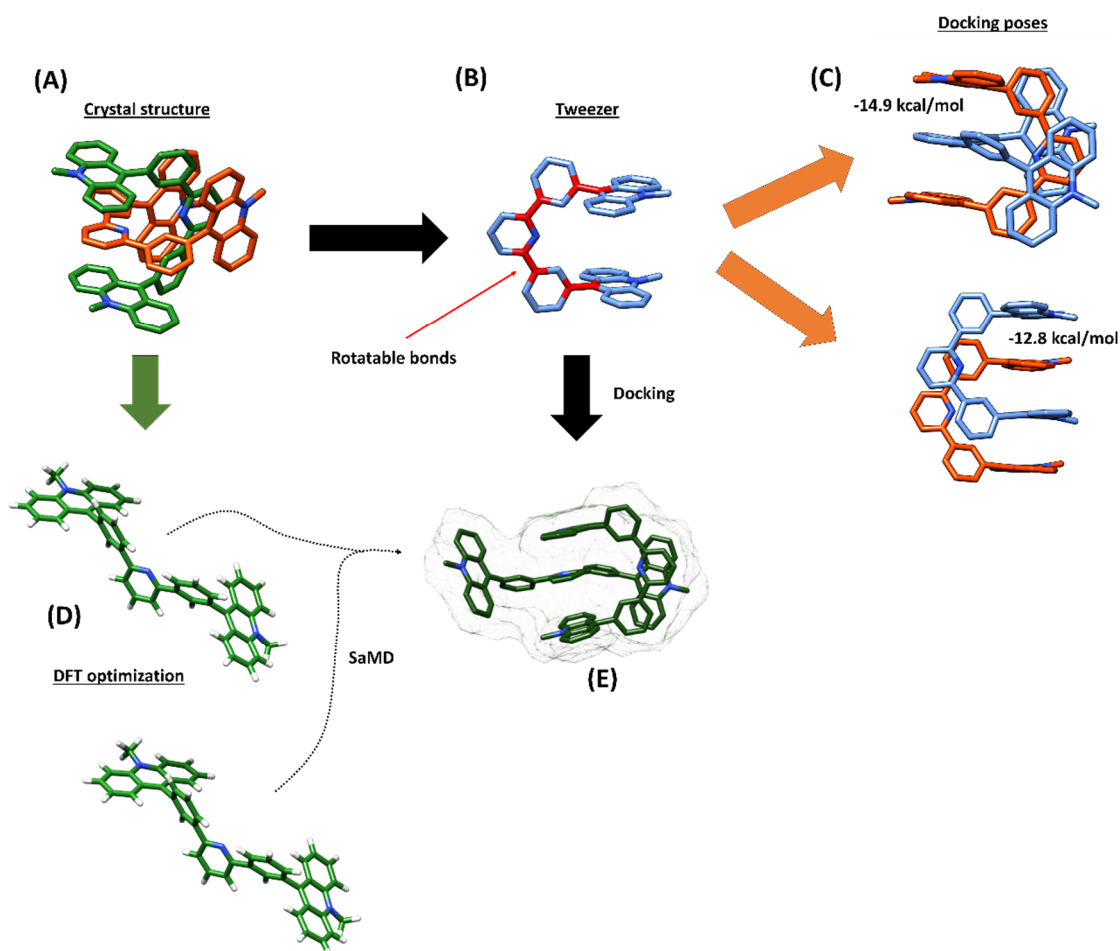 Docking poses
(A)
(B)
(C)
Crystal structure
Tweezer
-14.9 kcal/mol
Rotatable bonds
-12.8 kcal/mol
Docking
(D)
SaMD
(E)
DFT optimization